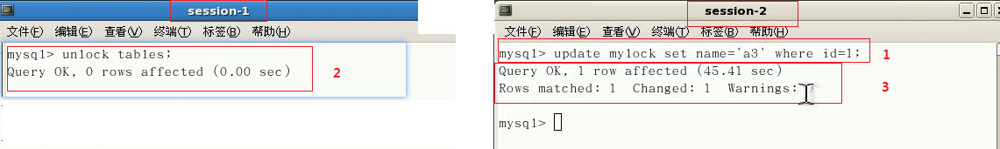 session-1
文件(F) 编辑(E) 查看(V) 终端(T) 标签(B) 帮助(H)
mysql> unlock tables;
Query OK, 0 rows affected (0.00 sec)
2
session-2
文件(F) 编辑(E) 查看(V) 终端(T) 标签(B) 帮助(H)
mysql> update mylock set name='a3' where id=1;
1
Query OK, 1 row affected (45.41 sec)
Rows matched: 1 Changed: 1 Warnings:
3
mysql>